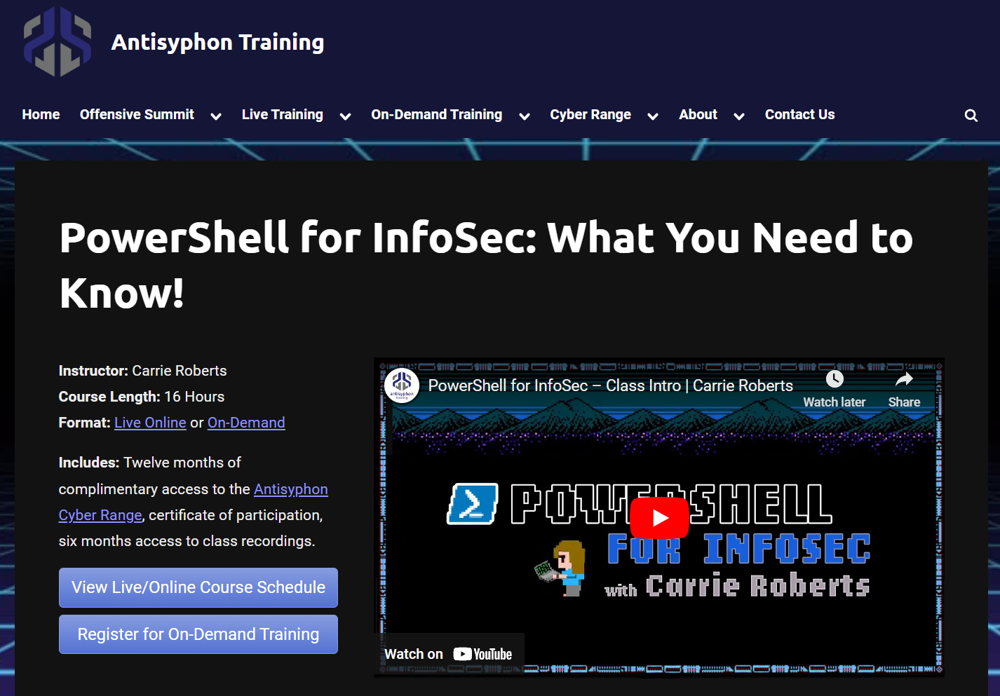 Antisyphon Training
Home Offensive Summit Live Training On-Demand Training Cyber Range About Contact Us
PowerShell for InfoSec: What You Need to
Know!
Instructor: Carrie Roberts
Course Length: 16 Hours
Format: Live Online or On-Demand
Includes: Twelve months of
complimentary access to the Antisyphon
Cyber Range, certificate of participation,
six months access to class recordings.
View Live/Online Course Schedule
Register for On-Demand Training
antisyphon
training
PowerShell for InfoSec – Class Intro | Carrie Roberts
Watch later
Share
POWERSHELL
FOR INFOSEC
with Carrie Roberts
Watch on YouTube